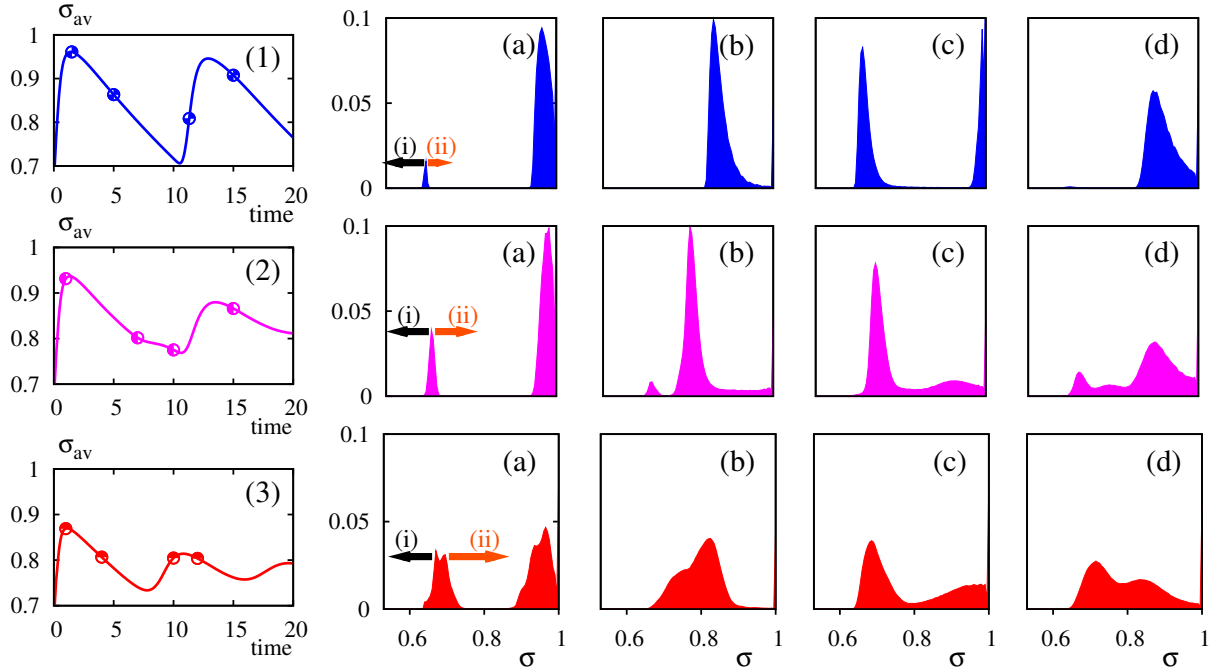 σav
1
0.9
0.8
0.7
(1)
0 5 10 15 20
time
0.1
0.05
0
(a)
(i) (ii)
(b)
(c)
(d)
σav
1
0.9
0.8
0.7
(2)
0 5 10 15 20
time
0.1
0.05
0
(a)
(i) (ii)
(b)
(c)
(d)
σav
1
0.9
0.8
0.7
(3)
0 5 10 15 20
time
0.1
0.05
0
(a)
(i) (ii)
0.6 0.8 1
σ
(b)
0.6 0.8 1
σ
(c)
0.6 0.8 1
σ
(d)
0.6 0.8 1
σ